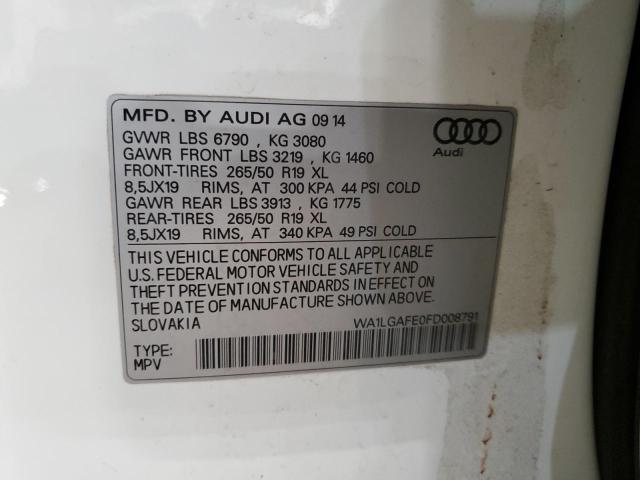 MFD. BY AUDI AG 09 14
GVWR LBS 6790 , KG 3080
GAWR FRONT LBS 3219 , KG 1460
FRONT-TIRES 265/50 R19 XL
8,5JX19 RIMS, AT 300 KPA 44 PSI COLD
GAWR REAR LBS 3913 , KG 1775
REAR-TIRES 265/50 R19 XL
8,5JX19 RIMS, AT 340 KPA 49 PSI COLD
Audi
THIS VEHICLE CONFORMS TO ALL APPLICABLE
U.S. FEDERAL MOTOR VEHICLE SAFETY AND
THEFT PREVENTION STANDARDS IN EFFECT ON
THE DATE OF MANUFACTURE SHOWN ABOVE.
SLOVAKIA
WA1LGAFE0FD008791
TYPE:
MPV